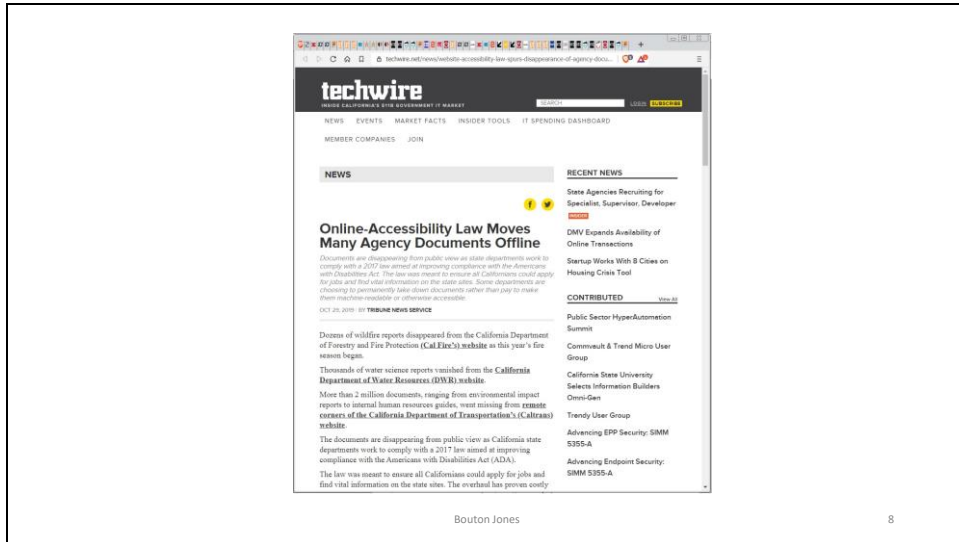 techwire.net/news/website-accessibility-law-spurs-disappearance-of-agency-docu...
techwire
INSIDE CALIFORNIA'S $11B GOVERNMENT IT MARKET
SEARCH
LOGIN
SUBSCRIBE
NEWS EVENTS MARKET FACTS INSIDER TOOLS IT SPENDING DASHBOARD
MEMBER COMPANIES JOIN
NEWS
Online-Accessibility Law Moves
Many Agency Documents Offline
Documents are disappearing from public view as state departments work to
comply with a 2017 law aimed at improving compliance with the Americans
with Disabilities Act. The law was meant to ensure all Californians could apply
for jobs and find vital information on the state sites. Some departments are
choosing to permanently take down documents rather than pay to make
them machine-readable or otherwise accessible.
OCT 25, 2019 · BY TRIBUNE NEWS SERVICE
Dozens of wildfire reports disappeared from the California Department
of Forestry and Fire Protection (Cal Fire's) website as this year's fire
season began.
Thousands of water science reports vanished from the California
Department of Water Resources (DWR) website.
More than 2 million documents, ranging from environmental impact
reports to internal human resources guides, went missing from remote
corners of the California Department of Transportation's (Caltrans)
website.
The documents are disappearing from public view as California state
departments work to comply with a 2017 law aimed at improving
compliance with the Americans with Disabilities Act (ADA).
The law was meant to ensure all Californians could apply for jobs and
find vital information on the state sites. The overhaul has proven costly
RECENT NEWS
State Agencies Recruiting for
Specialist, Supervisor, Developer
DMV Expands Availability of
Online Transactions
Startup Works With 8 Cities on
Housing Crisis Tool
CONTRIBUTED
View All
Public Sector HyperAutomation
Summit
Commvault & Trend Micro User
Group
California State University
Selects Information Builders
Omni-Gen
Trendy User Group
Advancing EPP Security: SIMM
5355-A
Advancing Endpoint Security:
SIMM 5355-A
Bouton Jones
8